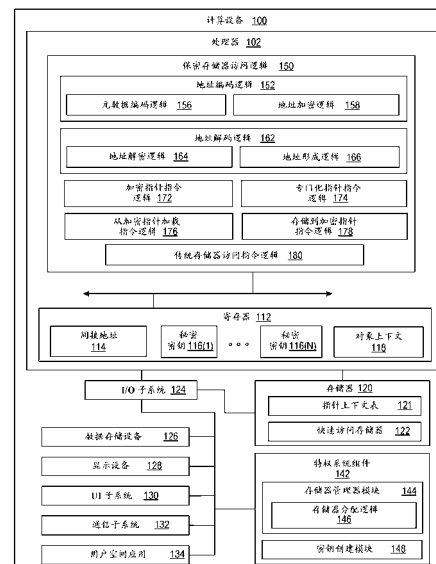 计算设备 100
处理器 102
保密存储器访问逻辑 150
地址编码逻辑 152
元数据编码逻辑 156
地址加密逻辑 158
地址解码逻辑 162
地址解密逻辑 164
地址形成逻辑 166
加密指针指令逻辑 172
专门化指针指令逻辑 174
从加密指针加载指令逻辑 176
存储到加密指针指令逻辑 178
传统存储器访问指令逻辑 180
寄存器 112
间接地址 114
秘密密钥 116(1)
秘密密钥 116(N)
对象上下文 118
I/O 子系统 124
存储器 120
指针上下文表 121
快速访问存储器 122
数据存储设备 126
显示设备 128
UI 子系统 130
通信子系统 132
用户空间应用 134
特权系统组件 142
存储器管理器模块 144
存储器分配逻辑 146
密钥创建模块 148